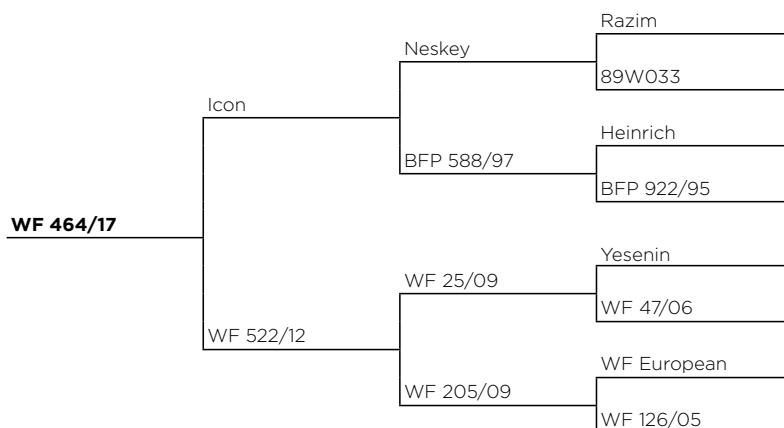 Razim
Neskey
89W033
Icon
Heinrich
BFP 588/97
BFP 922/95
WF 464/17
Yesenin
WF 25/09
WF 47/06
WF 522/12
WF European
WF 205/09
WF 126/05